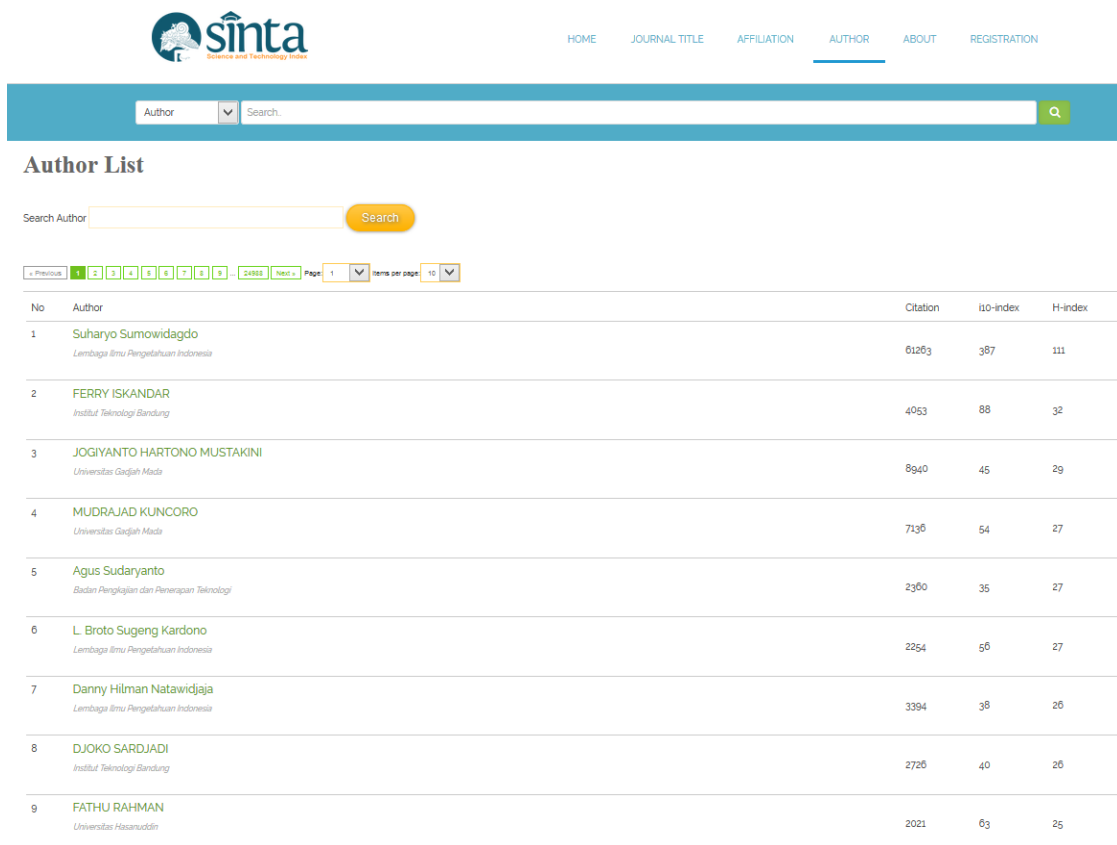 sinta
Science and Technology Index
HOME JOURNAL TITLE AFFILIATION AUTHOR ABOUT REGISTRATION
Author Search..
Author List
Search Author Search
« Previous 1 2 3 4 5 6 7 8 9 ... 24988 Next » Page: 1 Items per page: 10
No Author Citation i10-index H-index
1 Suharyo Sumowidagdo
Lembaga Ilmu Pengetahuan Indonesia
61263 387 111
2 FERRY ISKANDAR
Institut Teknologi Bandung
4053 88 32
3 JOGIYANTO HARTONO MUSTAKINI
Universitas Gadjah Mada
8940 45 29
4 MUDRAJAD KUNCORO
Universitas Gadjah Mada
7136 54 27
5 Agus Sudaryanto
Badan Pengkajian dan Penerapan Teknologi
2360 35 27
6 L. Broto Sugeng Kardono
Lembaga Ilmu Pengetahuan Indonesia
2254 56 27
7 Danny Hilman Natawidjaja
Lembaga Ilmu Pengetahuan Indonesia
3394 38 26
8 DJOKO SARDJADI
Institut Teknologi Bandung
2726 40 26
9 FATHU RAHMAN
Universitas Hasanuddin
2021 63 25